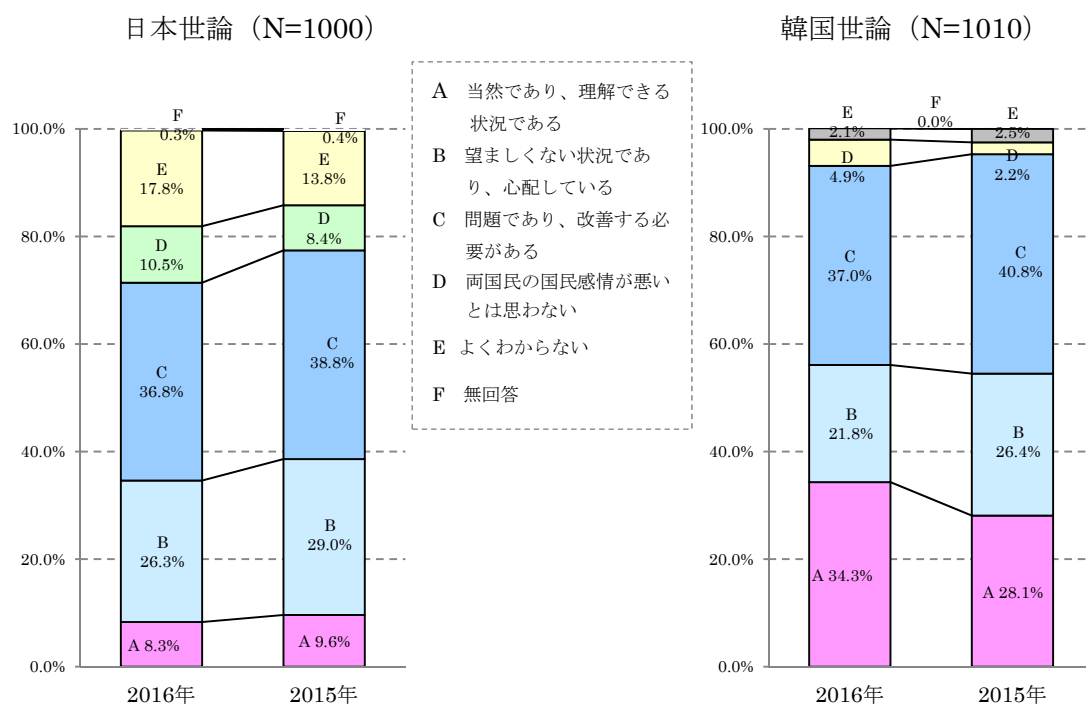 日本世論（N=1000）
100.0%
80.0%
60.0%
40.0%
20.0%
0.0%
F
0.3%
E
17.8%
D
10.5%
C
36.8%
B
26.3%
A 8.3%
2016年
F
0.4%
E
13.8%
D
8.4%
C
38.8%
B
29.0%
A 9.6%
2015年
A 当然であり、理解できる
状況である
B 望ましくない状況であ
り、心配している
C 問題であり、改善する必
要がある
D 両国民の国民感情が悪い
とは思わない
E よくわからない
F 無回答
韓国世論（N=1010）
100.0%
80.0%
60.0%
40.0%
20.0%
0.0%
E
2.1%
D
4.9%
C
37.0%
B
21.8%
A 34.3%
2016年
F
0.0%
E
2.5%
D
2.2%
C
40.8%
B
26.4%
A 28.1%
2015年